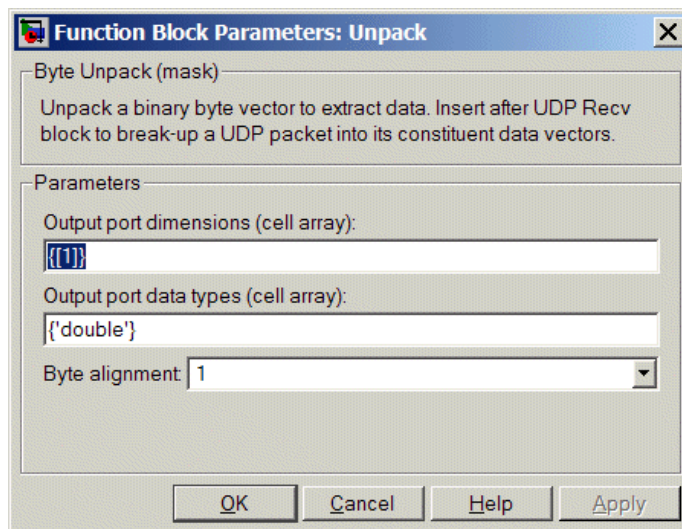 Function Block Parameters: Unpack
Byte Unpack (mask)
Unpack a binary byte vector to extract data. Insert after UDP Recv
block to break-up a UDP packet into its constituent data vectors.
Parameters
Output port dimensions (cell array):
{[1]}
Output port data types (cell array):
{'double'}
Byte alignment: 1
OK Cancel Help Apply